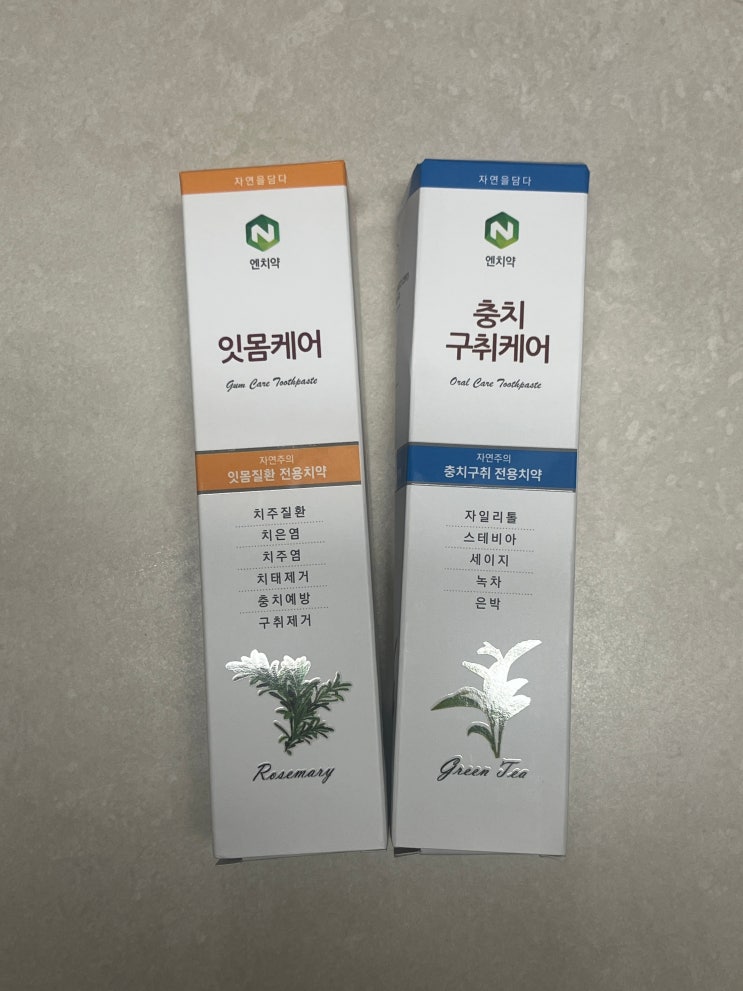 자연을담다
N
엔치약
잇몸케어
Gum Care Toothpaste
자연주의
잇몸질환 전용치약
치주질환
치은염
치주염
치태제거
충치예방
구취제거
Rosemary
자연을담다
N
엔치약
충치
구취케어
Oral Care Toothpaste
자연주의
충치구취 전용치약
자일리톨
스테비아
세이지
녹차
은박
Green Tea